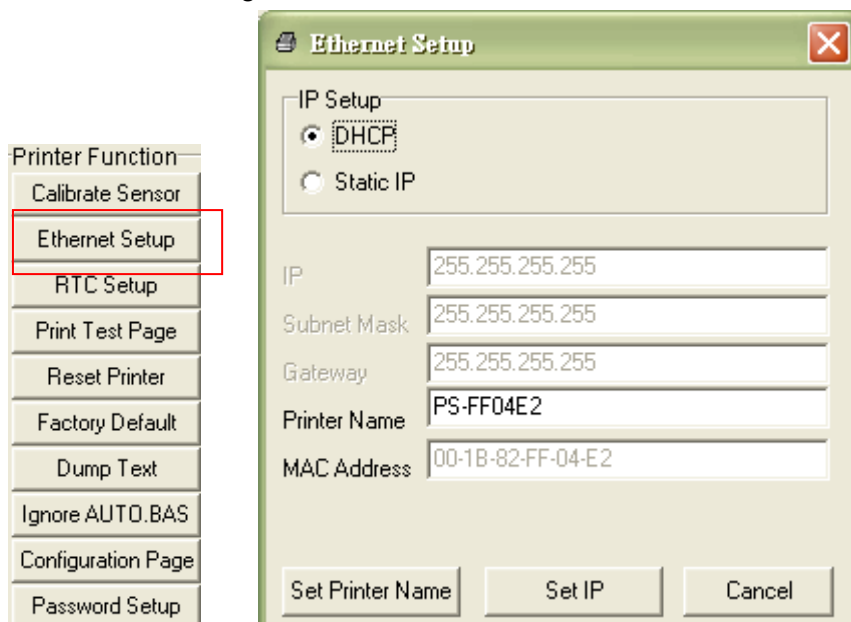 Printer Function
Calibrate Sensor
Ethernet Setup
RTC Setup
Print Test Page
Reset Printer
Factory Default
Dump Text
Ignore AUTO.BAS
Configuration Page
Password Setup
Ethernet Setup
IP Setup
DHCP
Static IP
IP 255.255.255.255
Subnet Mask 255.255.255.255
Gateway 255.255.255.255
Printer Name PS-FF04E2
MAC Address 00-1B-82-FF-04-E2
Set Printer Name Set IP Cancel